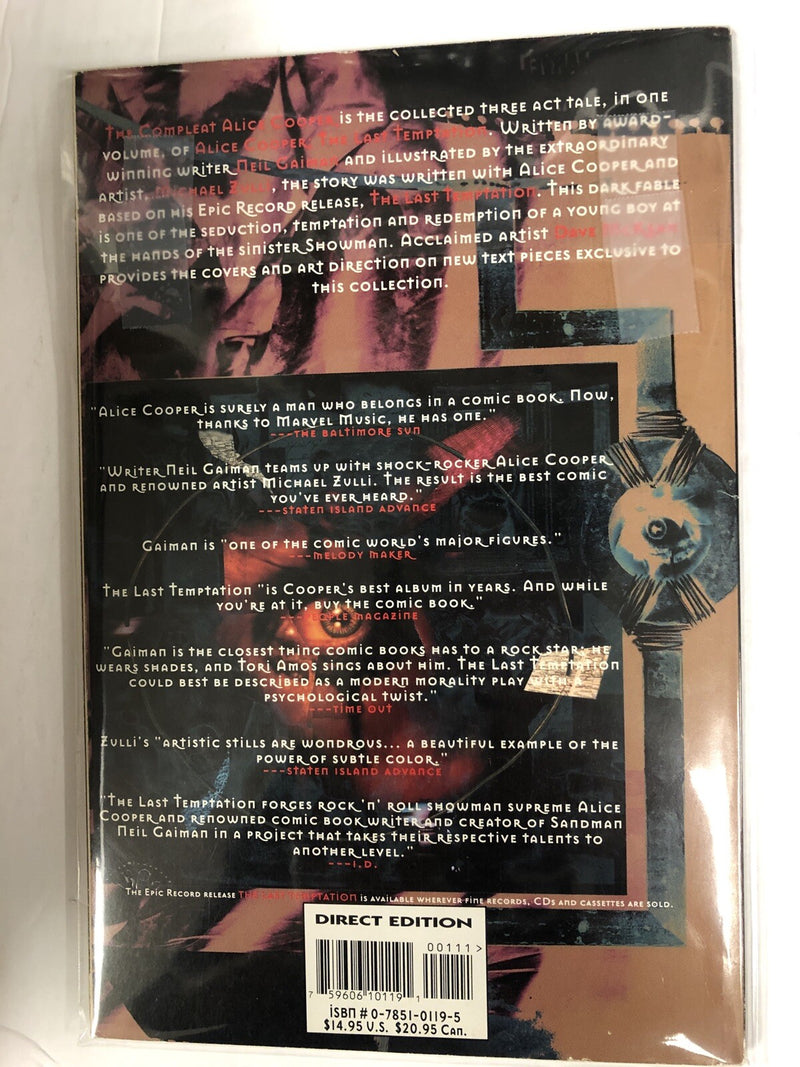 The Compleat Alice Cooper is the collected three act tale, in one
volume, of Alice Cooper, The Last Temptation. Written by award-
winning writer Neil Gaiman and illustrated by the extraordinary
artist, Michael Zulli, the story was written with Alice Cooper and
based on his Epic Record release, The Last Temptation. This dark fable
is one of the seduction, temptation and redemption of a young boy at
the hands of the sinister Showman. Acclaimed artist Dave McKean
provides the covers and art direction on new text pieces exclusive to
this collection.
"Alice Cooper is surely a man who belongs in a comic book. Now,
thanks to Marvel Music, he has one."
---The Baltimore Sun
"Writer Neil Gaiman teams up with shock-rocker Alice Cooper
and renowned artist Michael Zulli. The result is the best comic
you've ever heard."
---Staten Island Advance
Gaiman is "one of the comic world's major figures."
---Melody Maker
The Last Temptation "is Cooper's best album in years. And while
you're at it, buy the comic book."
---People Magazine
"Gaiman is the closest thing comic books has to a rock star; he
wears shades, and Tori Amos sings about him. The Last Temptation
could best be described as a modern morality play with a
psychological twist."
---Time Out
Zulli's "artistic stills are wondrous... a beautiful example of the
power of subtle color."
---Staten Island Advance
"The Last Temptation forges rock 'n' roll showman supreme Alice
Cooper and renowned comic book writer and creator of Sandman
Neil Gaiman in a project that takes their respective talents to
another level."
---I.D.
The Epic Record release The Last Temptation is available wherever fine records, CDs and cassettes are sold.
DIRECT EDITION
00111>
7 59606 10119 1
ISBN # 0-7851-0119-5
$14.95 U.S. $20.95 Can.